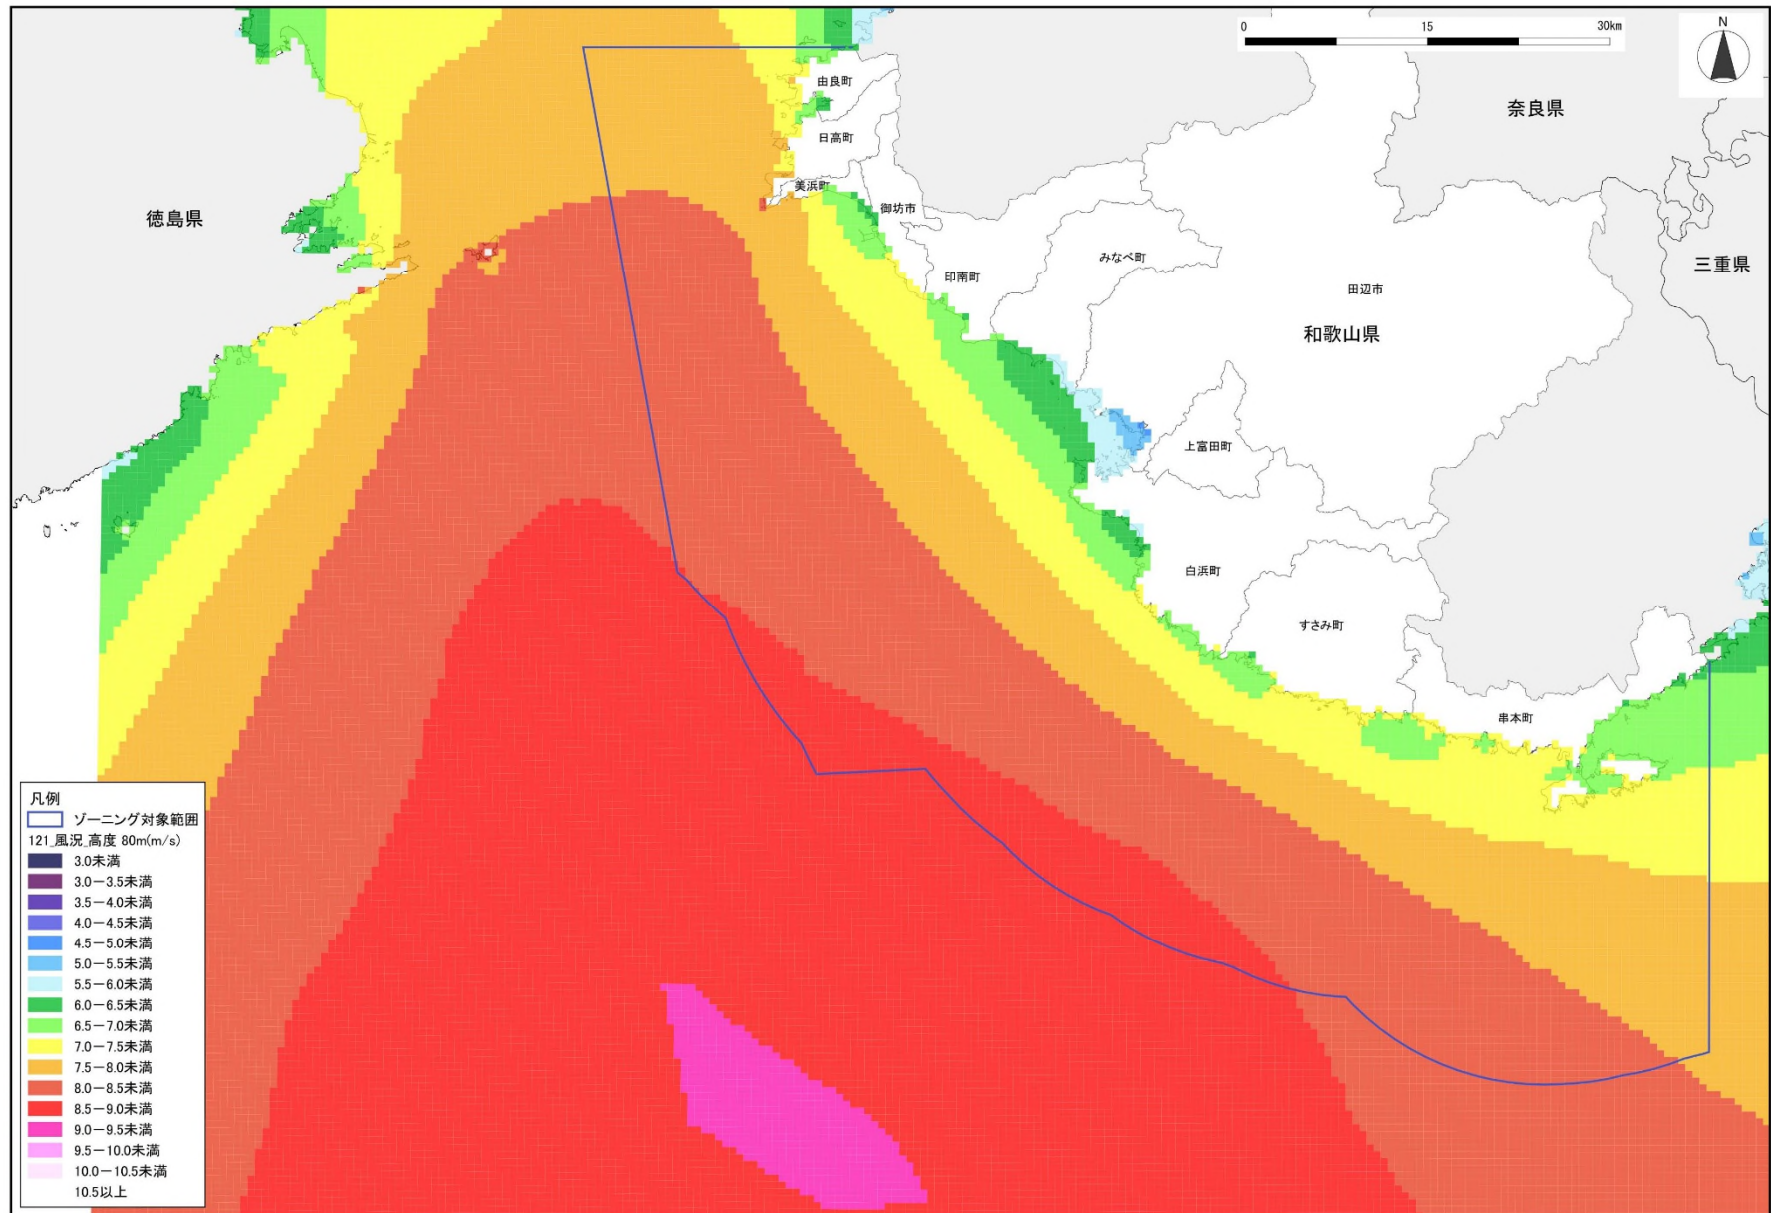 0 15 30km
N
由良町
奈良県
日高町
美浜町
御坊市
徳島県
みなべ町
三重県
印南町
田辺市
和歌山県
上富田町
白浜町
すさみ町
串本町
凡例
ゾーニング対象範囲
121_風況_高度 80m(m/s)
3.0未満
3.0－3.5未満
3.5－4.0未満
4.0－4.5未満
4.5－5.0未満
5.0－5.5未満
5.5－6.0未満
6.0－6.5未満
6.5－7.0未満
7.0－7.5未満
7.5－8.0未満
8.0－8.5未満
8.5－9.0未満
9.0－9.5未満
9.5－10.0未満
10.0－10.5未満
10.5以上